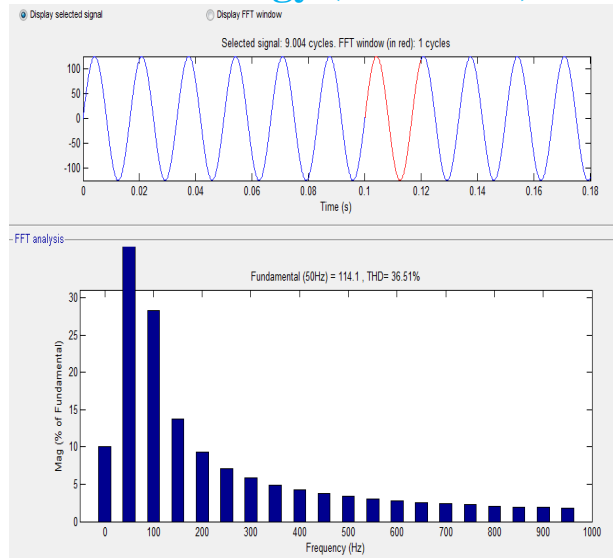 Display selected signal
Display FFT window
Selected signal: 9.004 cycles. FFT window (in red): 1 cycles
100
50
0
-50
-100
0 0.02 0.04 0.06 0.08 0.1 0.12 0.14 0.16 0.18
Time (s)
FFT analysis
Fundamental (50Hz) = 114.1 , THD= 36.51%
30
25
20
15
10
5
0
Mag (% of Fundamental)
0 100 200 300 400 500 600 700 800 900 1000
Frequency (Hz)